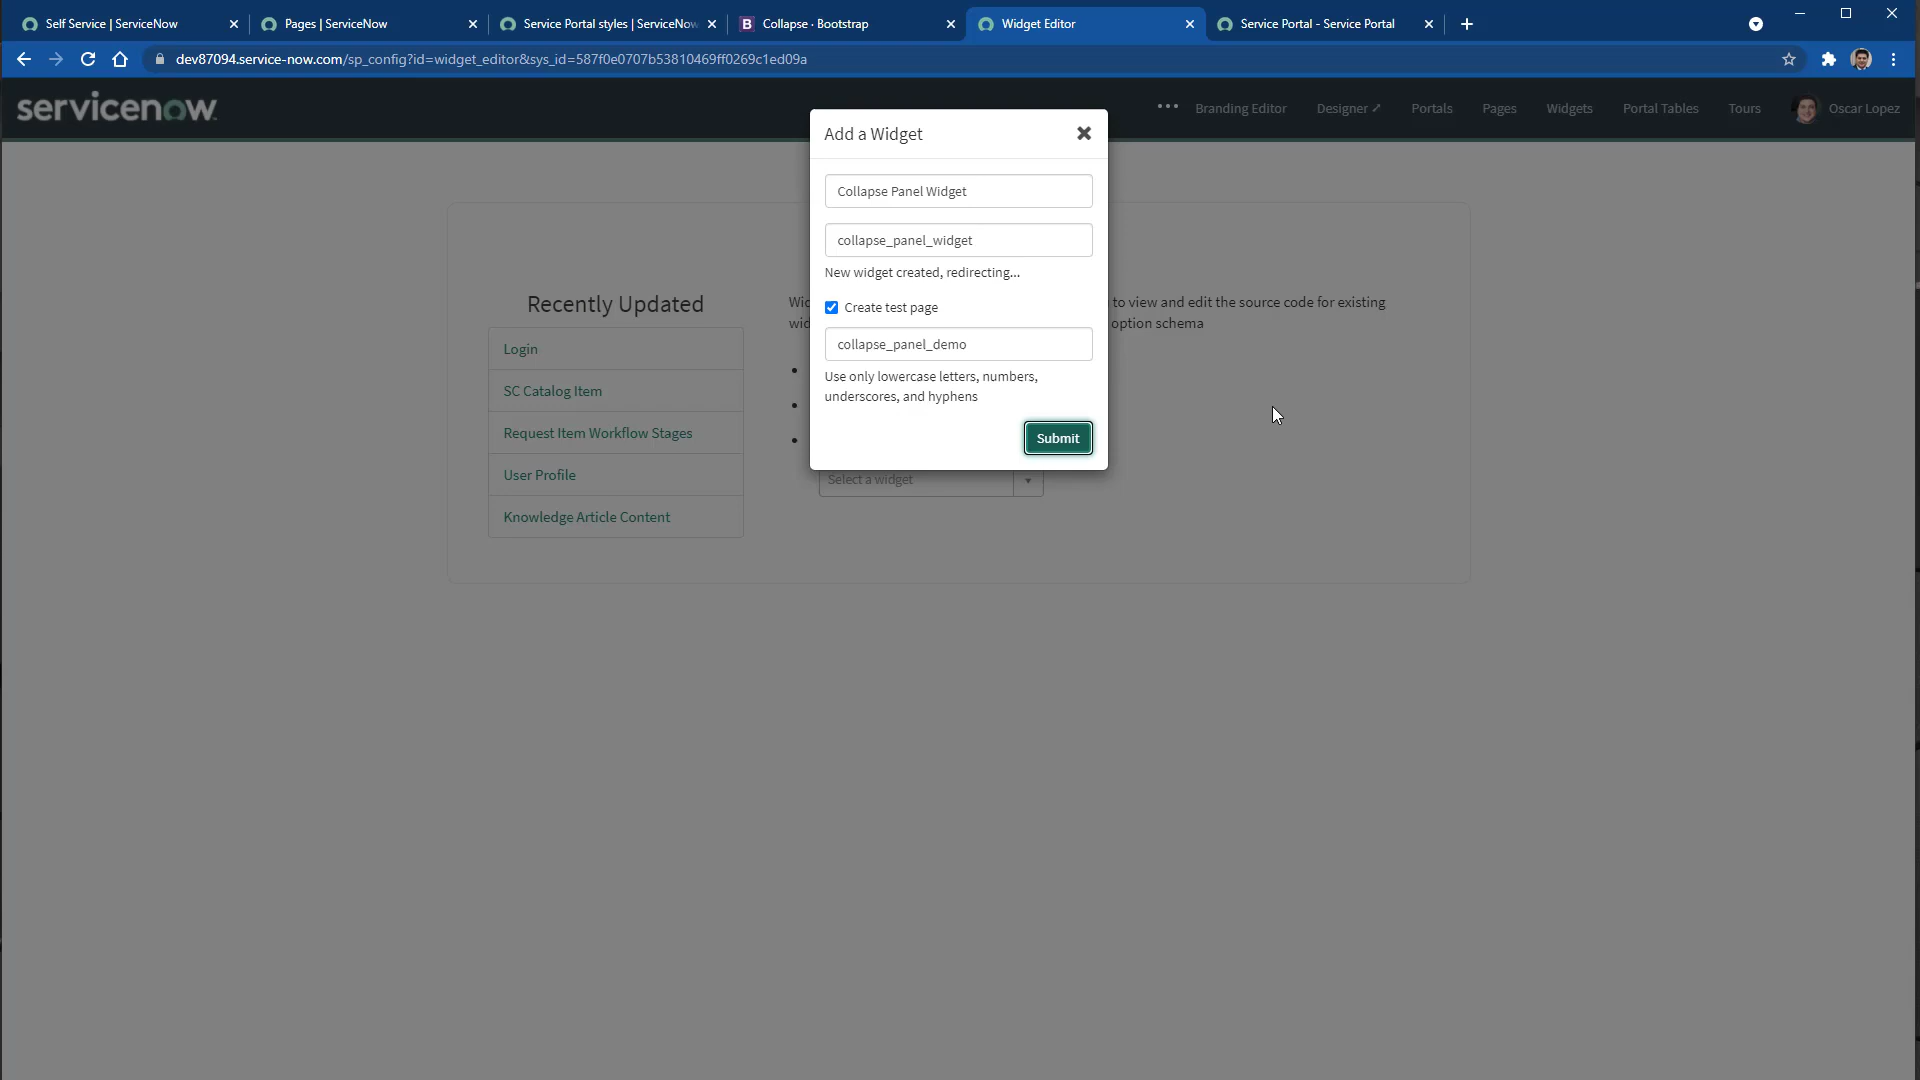 Self Service | ServiceNow
Pages | ServiceNow
Service Portal styles | ServiceNow
B Collapse · Bootstrap
Widget Editor
Service Portal - Service Portal
dev87094.service-now.com/sp_config?id=widget_editor&sys_id=587f0e0707b53810469ff0269c1ed09a
servicenow
Branding Editor
Designer
Portals
Pages
Widgets
Portal Tables
Tours
Oscar Lopez
Add a Widget
Collapse Panel Widget
collapse_panel_widget
New widget created, redirecting...
Create test page
collapse_panel_demo
Use only lowercase letters, numbers,
underscores, and hyphens
Submit
Recently Updated
Login
SC Catalog Item
Request Item Workflow Stages
User Profile
Knowledge Article Content
to view and edit the source code for existing
option schema
Select a widget